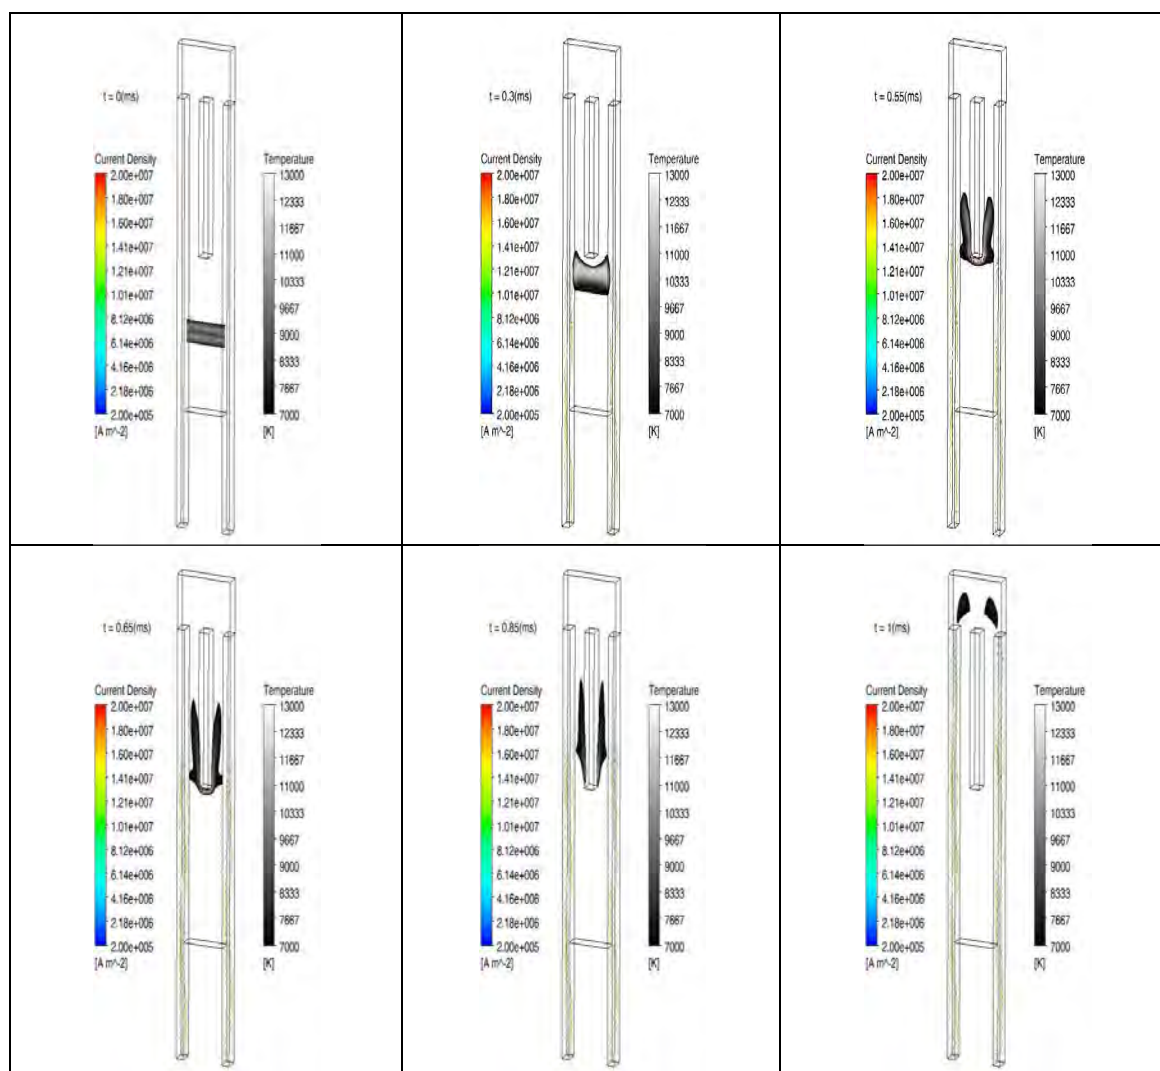 t = 0(ms)
Current Density
2.00e+007
1.80e+007
1.60e+007
1.41e+007
1.21e+007
1.01e+007
8.12e+006
6.14e+006
4.16e+006
2.18e+006
2.00e+005
[A m^-2]
Temperature
13000
12333
11667
11000
10333
9667
9000
8333
7667
7000
[K]
t = 0.3(ms)
Current Density
2.00e+007
1.80e+007
1.60e+007
1.41e+007
1.21e+007
1.01e+007
8.12e+006
6.14e+006
4.16e+006
2.18e+006
2.00e+005
[A m^-2]
Temperature
13000
12333
11667
11000
10333
9667
9000
8333
7667
7000
[K]
t = 0.55(ms)
Current Density
2.00e+007
1.80e+007
1.60e+007
1.41e+007
1.21e+007
1.01e+007
8.12e+006
6.14e+006
4.16e+006
2.18e+006
2.00e+005
[A m^-2]
Temperature
13000
12333
11667
11000
10333
9667
9000
8333
7667
7000
[K]
t = 0.65(ms)
Current Density
2.00e+007
1.80e+007
1.60e+007
1.41e+007
1.21e+007
1.01e+007
8.12e+006
6.14e+006
4.16e+006
2.18e+006
2.00e+005
[A m^-2]
Temperature
13000
12333
11667
11000
10333
9667
9000
8333
7667
7000
[K]
t = 0.85(ms)
Current Density
2.00e+007
1.80e+007
1.60e+007
1.41e+007
1.21e+007
1.01e+007
8.12e+006
6.14e+006
4.16e+006
2.18e+006
2.00e+005
[A m^-2]
Temperature
13000
12333
11667
11000
10333
9667
9000
8333
7667
7000
[K]
t = 1(ms)
Current Density
2.00e+007
1.80e+007
1.60e+007
1.41e+007
1.21e+007
1.01e+007
8.12e+006
6.14e+006
4.16e+006
2.18e+006
2.00e+005
[A m^-2]
Temperature
13000
12333
11667
11000
10333
9667
9000
8333
7667
7000
[K]